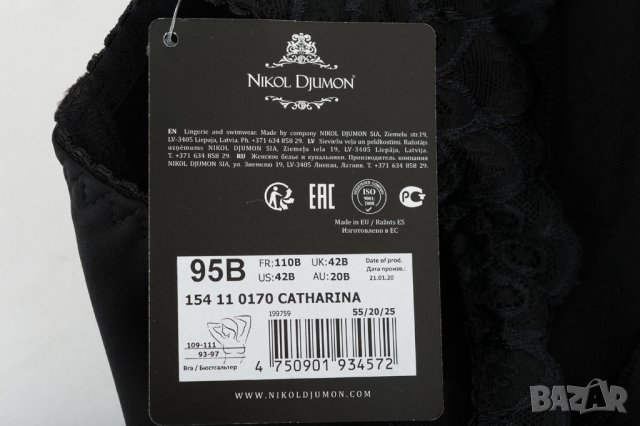 NIKOL DJUMON
EN Lingerie and swimwear. Made by company NIKOL DJUMON SIA, Ziemelu str.19,
LV-3405 Liepaja, Latvia. Ph.+371 634 858 29. LV Sieviešu veļa un peldkostīmi. Ražotājs
uzņēmums NIKOL DJUMON SIA, Ziemeļu iela 19, LV-3405 Liepāja, Latvija.
T. +371 634 858 29. RU Женское белье и купальники. Производитель компания
NIKOL DJUMON SIA, ул Зиемелю 19, LV-3405 Лиепая, Латвия. Т. +371 634 858 29.
EAC
ISO
9001:
2008
PC
Made in EU / Ražots ES
Изготовлено в ЕС
95B
FR:110B UK:42B
US:42B AU:20B
Date of prod.
Дата произв.:
21.01.20
154 11 0170 CATHARINA
199759
55/20/25
109-111
93-97
Bra / Бюстгальтер
4 750901 934572
WWW.NIKOLDJUMON.COM
BAZAR